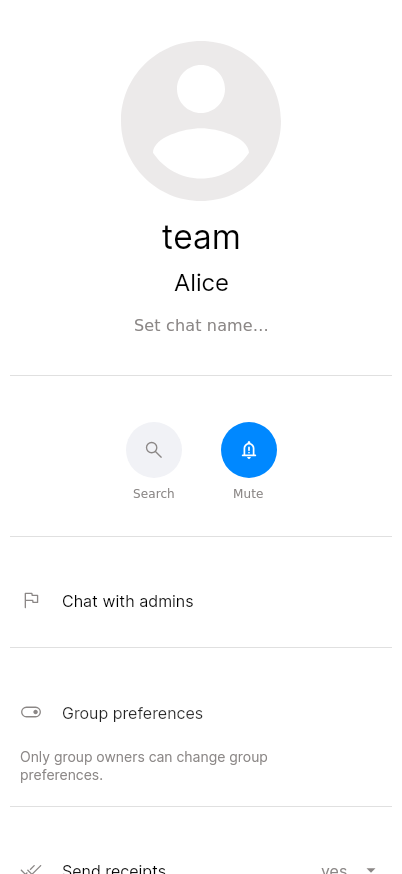 team
Alice
Set chat name…
Search
Mute
Chat with admins
Group preferences
Only group owners can change group
preferences.
Send receipts
yes